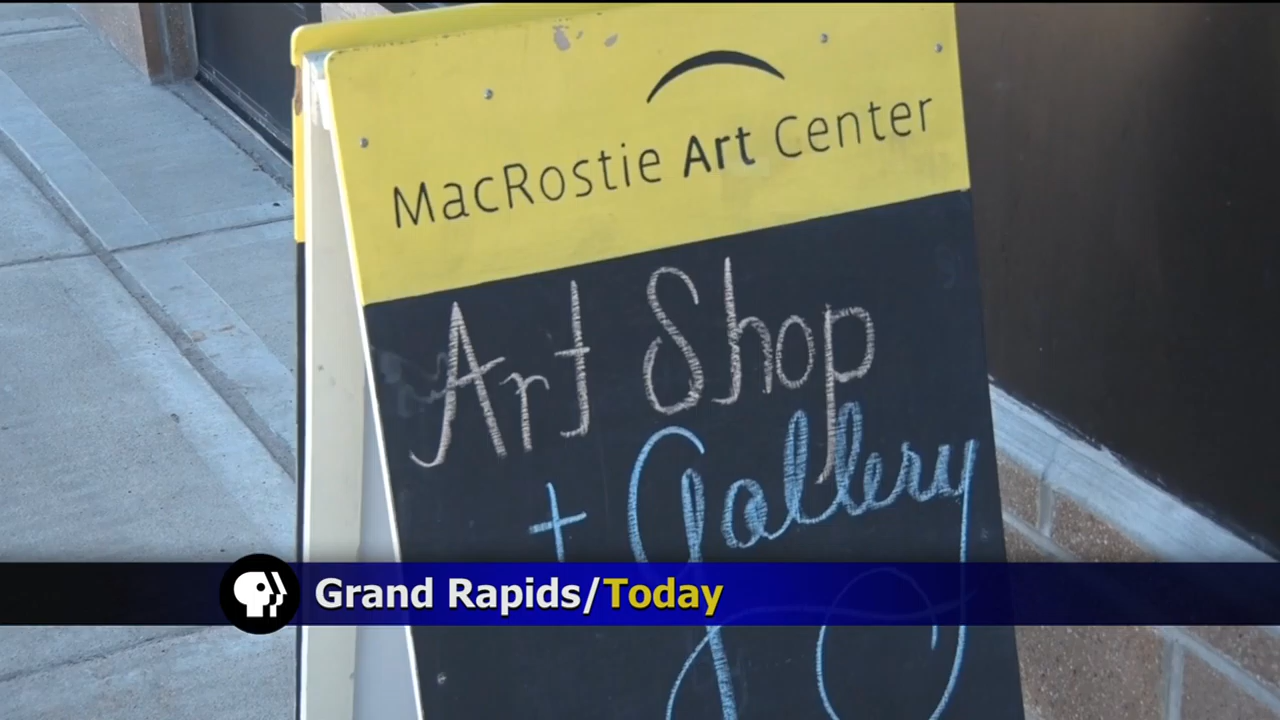 MacRostie Art Center
Art Shop
+ Gallery
Grand Rapids/Today